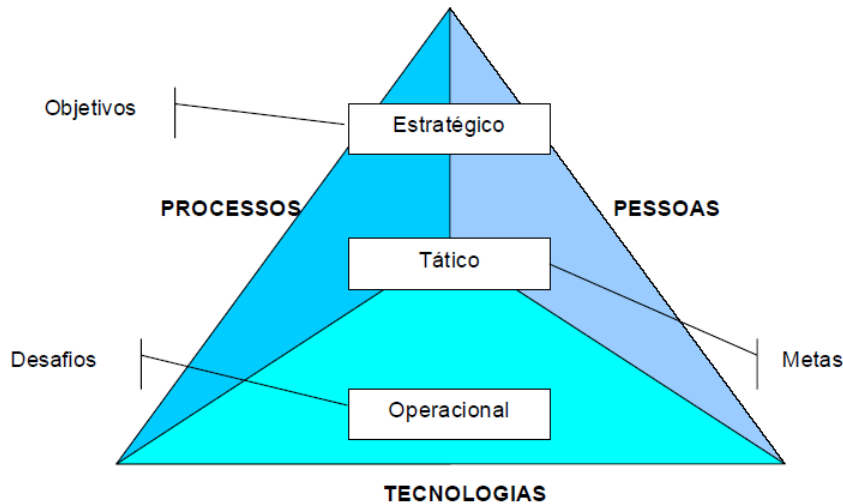 Objetivos
Estratégico
PROCESSOS
PESSOAS
Tático
Desafios
Metas
Operacional
TECNOLOGIAS